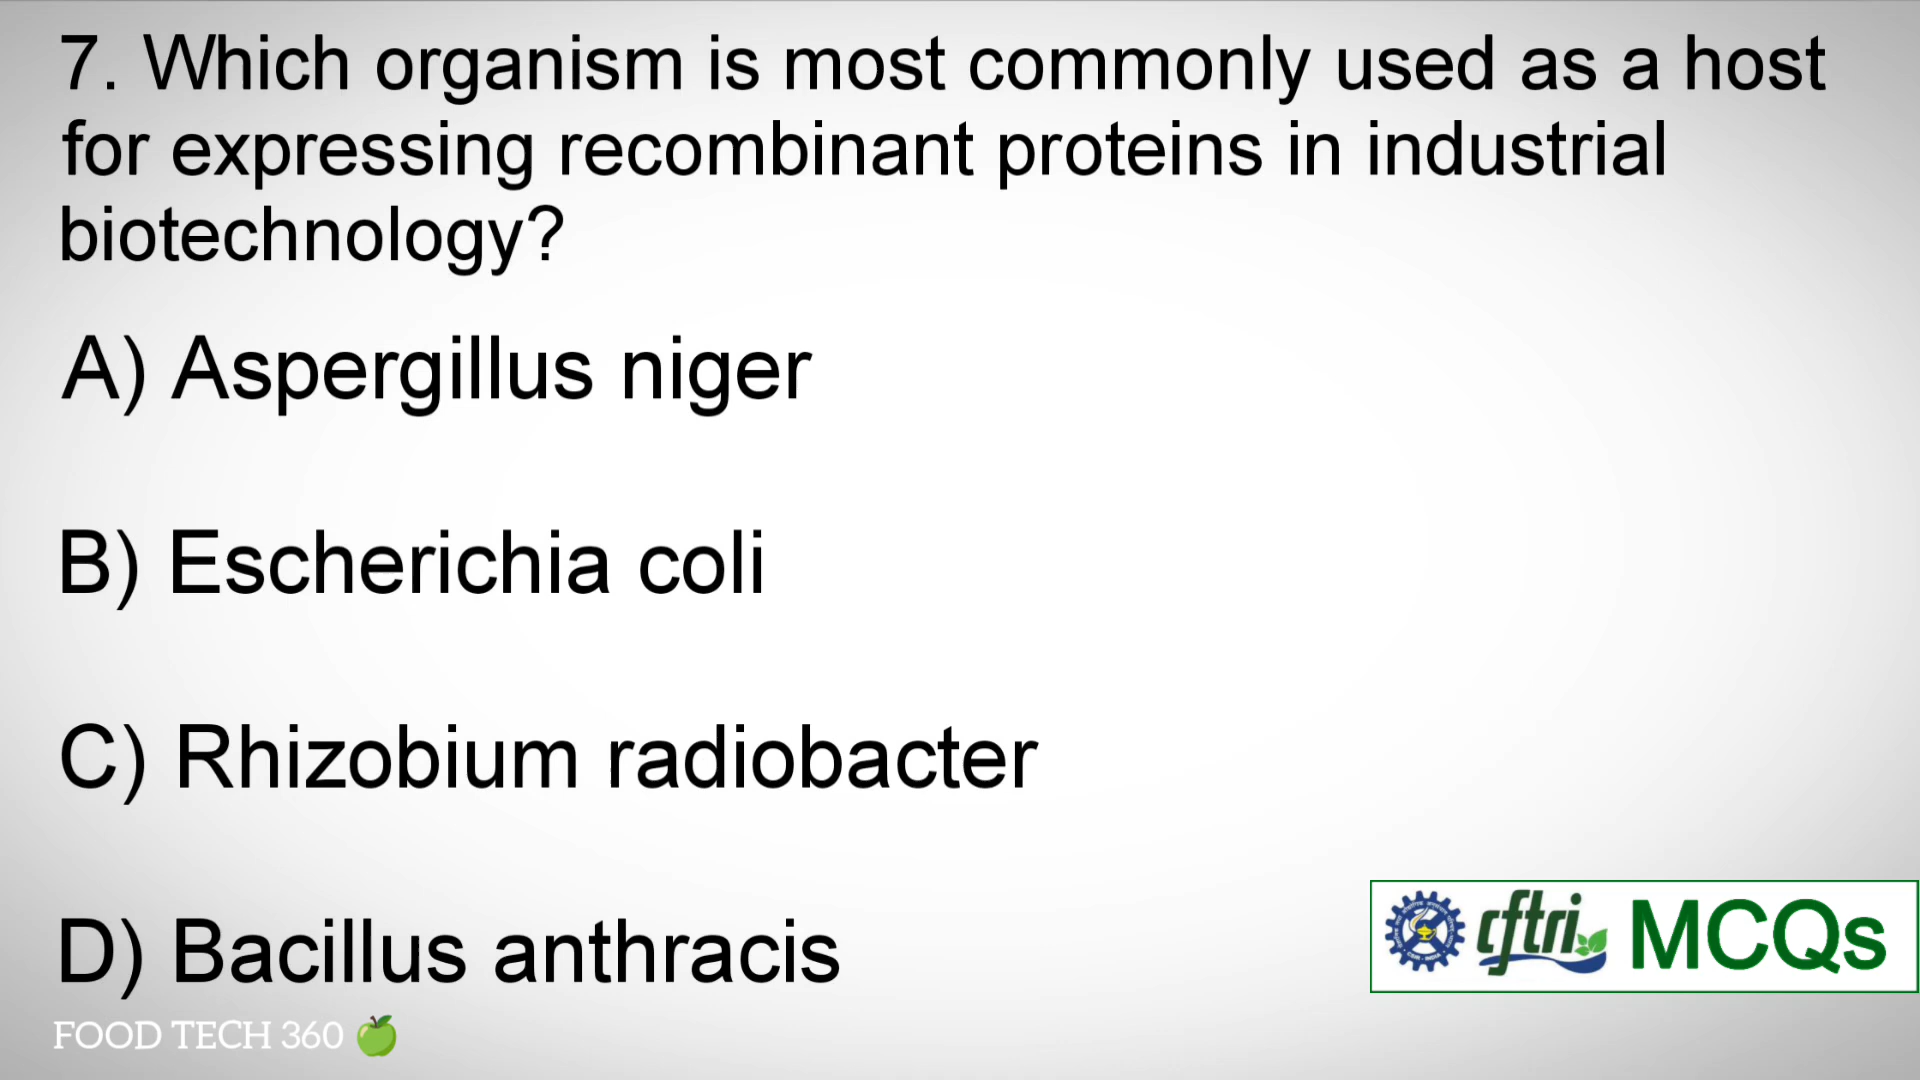 7. Which organism is most commonly used as a host
for expressing recombinant proteins in industrial
biotechnology?
A) Aspergillus niger
B) Escherichia coli
C) Rhizobium radiobacter
D) Bacillus anthracis
cftri MCQs
FOOD TECH 360